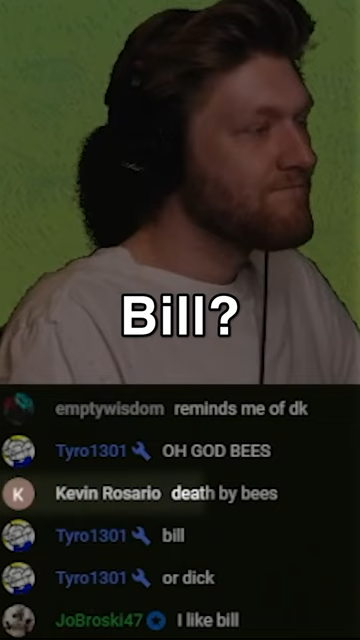 Bill?
emptywisdom reminds me of dk
Tyro1301 OH GOD BEES
K Kevin Rosario death by bees
Tyro1301 bill
Tyro1301 or dick
JoBroski47 I like bill